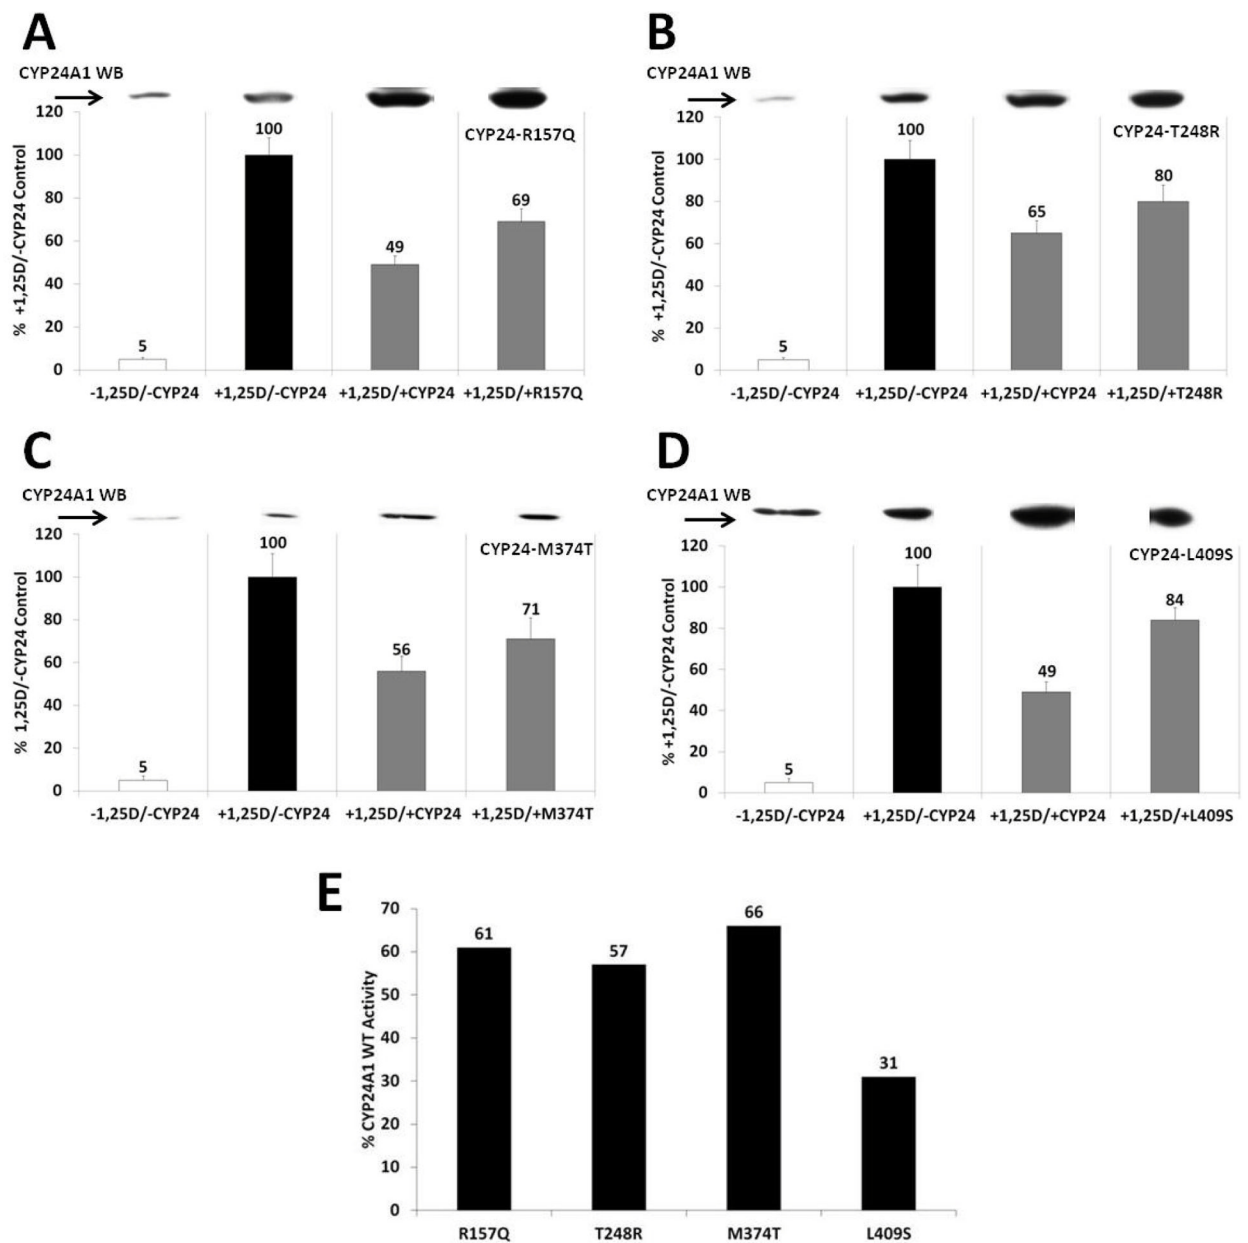 A
CYP24A1 WB
120
100
80
60
40
20
0
% +1,25D/-CYP24 Control
CYP24-R157Q
5
100
49
69
-1,25D/-CYP24
+1,25D/-CYP24
+1,25D/+CYP24
+1,25D/+R157Q
B
CYP24A1 WB
120
100
80
60
40
20
0
% +1,25D/-CYP24 Control
CYP24-T248R
5
100
65
80
-1,25D/-CYP24
+1,25D/-CYP24
+1,25D/+CYP24
+1,25D/+T248R
C
CYP24A1 WB
120
100
80
60
40
20
0
% 1,25D/-CYP24 Control
CYP24-M374T
5
100
56
71
-1,25D/-CYP24
+1,25D/-CYP24
+1,25D/+CYP24
+1,25D/+M374T
D
CYP24A1 WB
120
100
80
60
40
20
0
% +1,25D/-CYP24 Control
CYP24-L409S
5
100
49
84
-1,25D/-CYP24
+1,25D/-CYP24
+1,25D/+CYP24
+1,25D/+L409S
E
70
60
50
40
30
20
10
0
% CYP24A1 WT Activity
61
57
66
31
R157Q
T248R
M374T
L409S